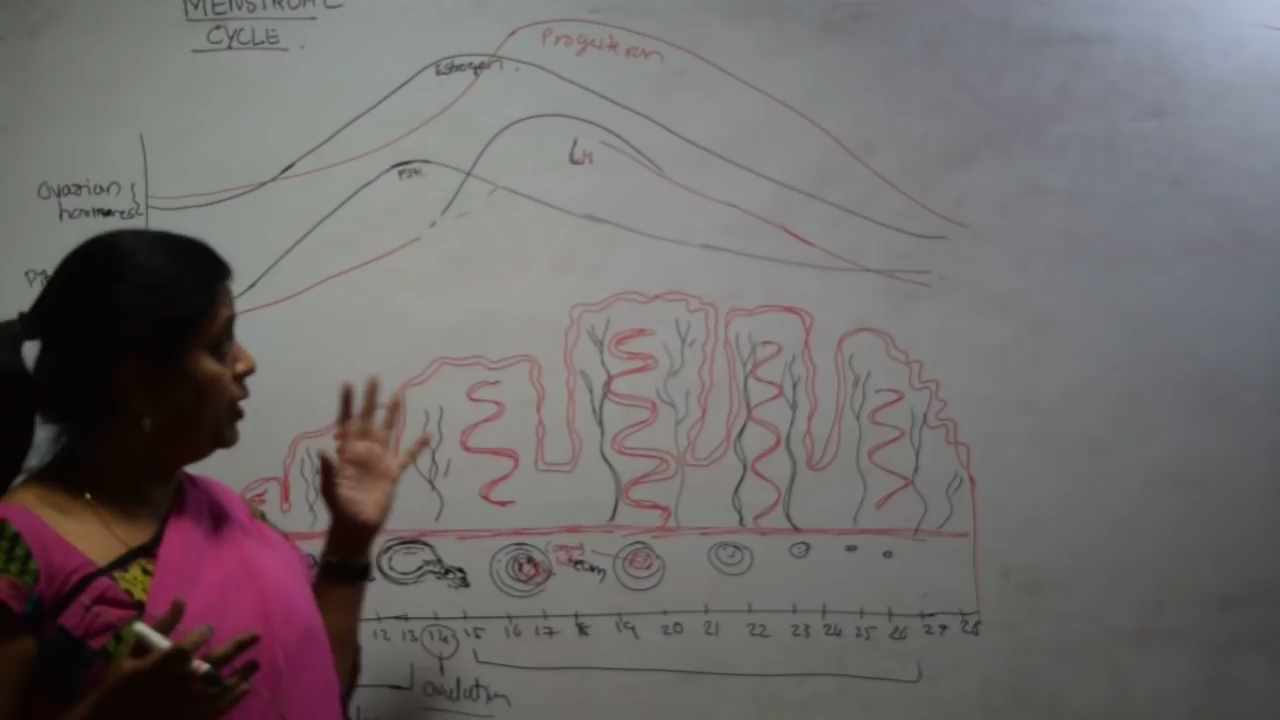 MENSTRUAL
CYCLE.
Progesteron
Estrogen.
LH
FSH
Ovarian
hormones
12 13 14 15 16 17 18 19 20 21 22 23 24 25 26 27 28
ovulation